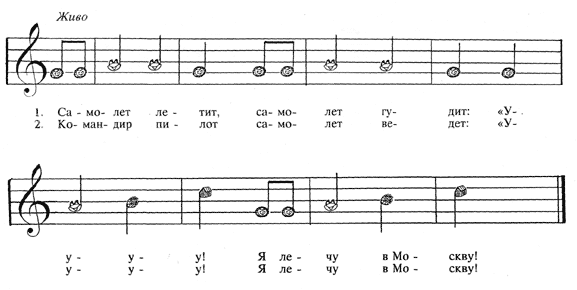 Живо
1. Са - мо- лет ле - тит, са- мо - лет гу - дит: «У-
2. Ко- ман- дир пи - лот са- мо - лет ве - дет: «У-
у - у - у! Я ле - чу в Мо - скву!
у - у - у! Я ле - чу в Мо - скву!